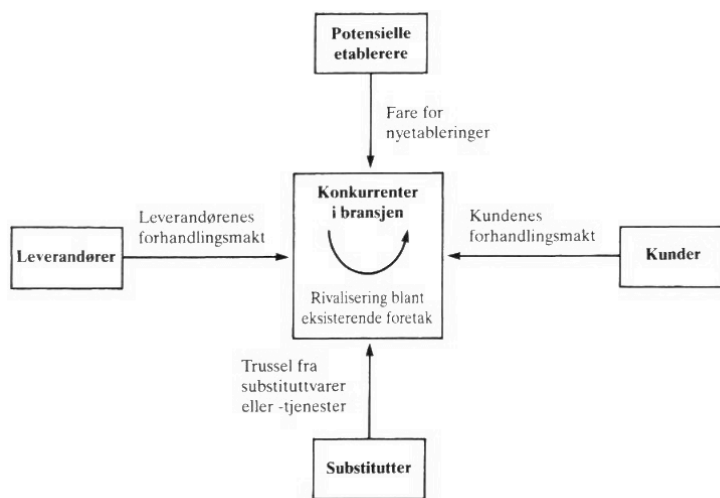 Potensielle
etablerere
Fare for
nyetableringer
Konkurrenter
i bransjen
Leverandørenes
forhandlingsmakt
Kundenes
forhandlingsmakt
Leverandører
Kunder
Rivalisering blant
eksisterende foretak
Trussel fra
substituttvarer
eller -tjenester
Substitutter